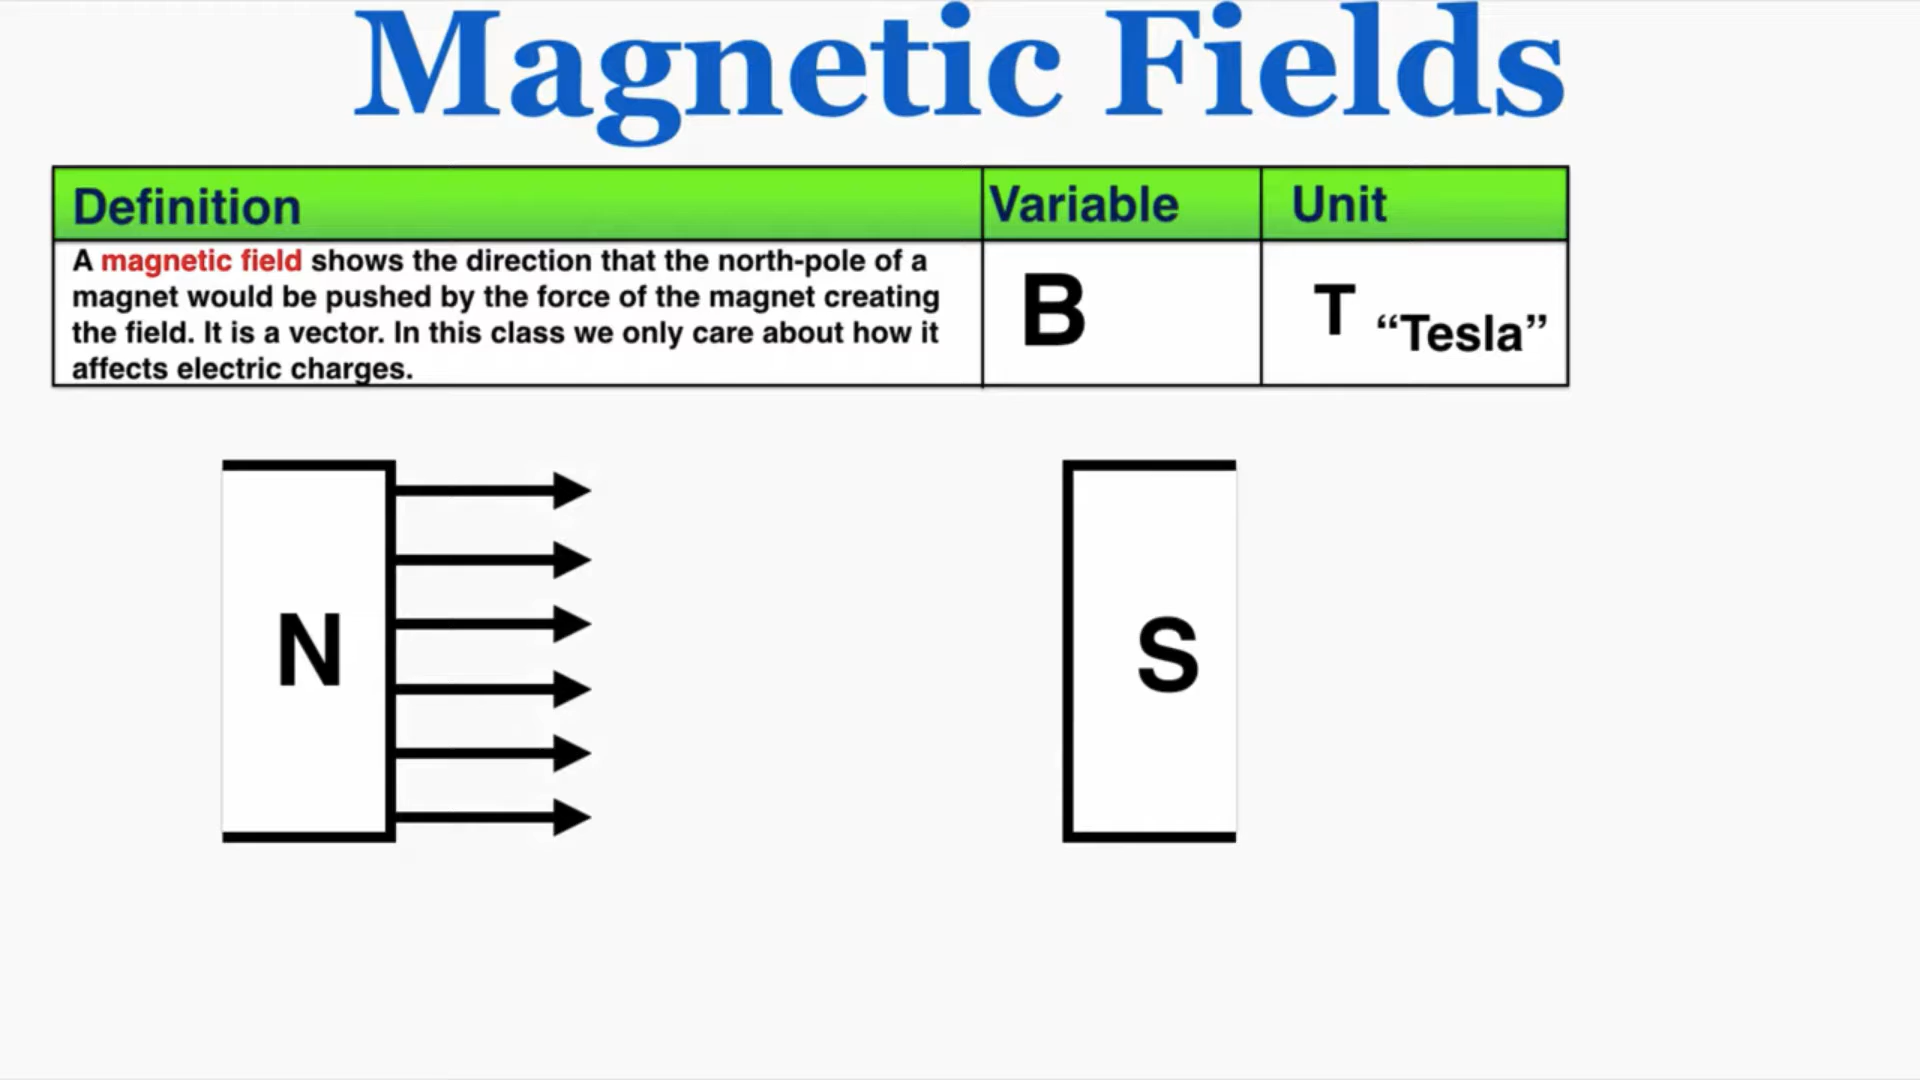 Magnetic Fields
Definition
Variable
Unit
A magnetic field shows the direction that the north-pole of a
magnet would be pushed by the force of the magnet creating
the field. It is a vector. In this class we only care about how it
affects electric charges.
B
T “Tesla”
N
S